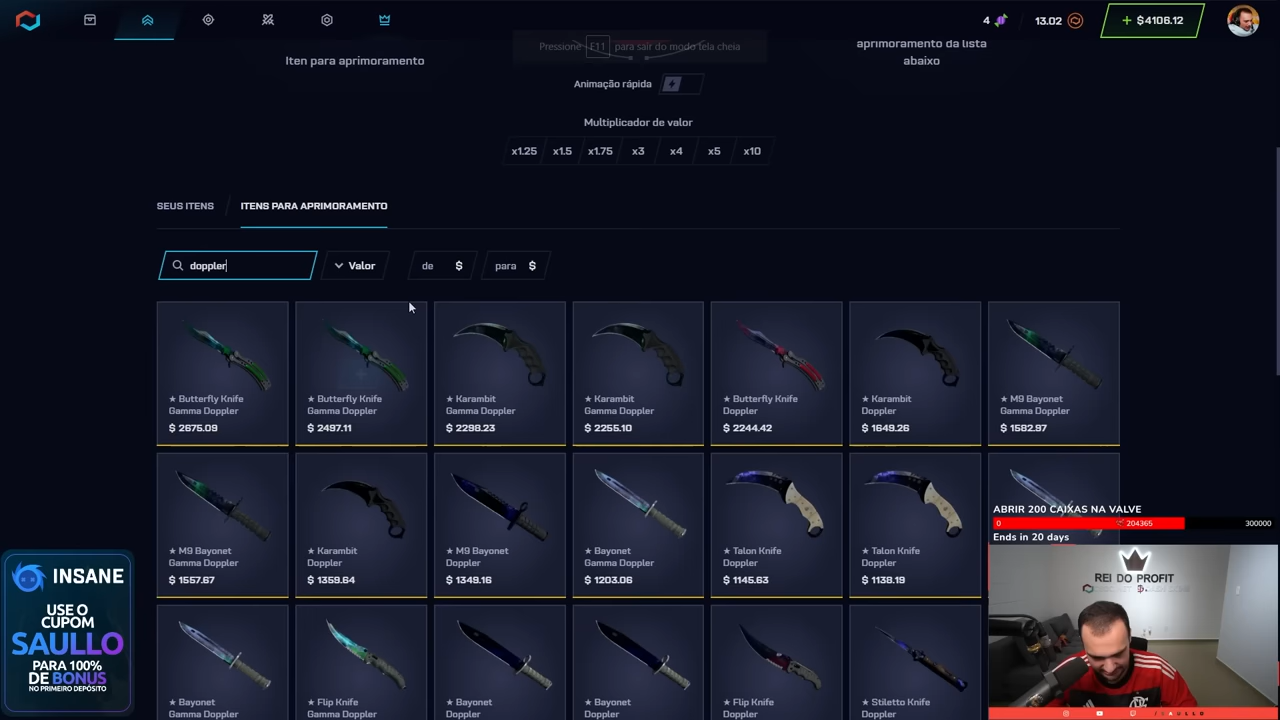 4
13.02
+ $4106.12
Pressione F11 para sair do modo tela cheia
Iten para aprimoramento
aprimoramento da lista
abaixo
Animação rápida
Multiplicador de valor
x1.25 x1.5 x1.75 x3 x4 x5 x10
SEUS ITENS
ITENS PARA APRIMORAMENTO
doppler
Valor
de $
para $
★ Butterfly Knife
Gamma Doppler
$ 2675.09
★ Butterfly Knife
Gamma Doppler
$ 2497.11
★ Karambit
Gamma Doppler
$ 2298.23
★ Karambit
Gamma Doppler
$ 2255.10
★ Butterfly Knife
Doppler
$ 2244.42
★ Karambit
Doppler
$ 1649.26
★ M9 Bayonet
Gamma Doppler
$ 1582.97
★ M9 Bayonet
Gamma Doppler
$ 1557.67
★ Karambit
Doppler
$ 1359.64
★ M9 Bayonet
Doppler
$ 1349.16
★ Bayonet
Gamma Doppler
$ 1203.06
★ Talon Knife
Doppler
$ 1145.63
★ Talon Knife
Doppler
$ 1138.19
★ Bayonet
Gamma Doppler
★ Flip Knife
Gamma Doppler
★ Bayonet
Doppler
★ Bayonet
Doppler
★ Flip Knife
Doppler
★ Stiletto Knife
Doppler
INSANE
USE O
CUPOM
SAULLO
PARA 100%
DE BONUS
NO PRIMEIRO DEPÓSITO
ABRIR 200 CAIXAS NA VALVE
0 204365 300000
Ends in 20 days
REI DO PROFIT